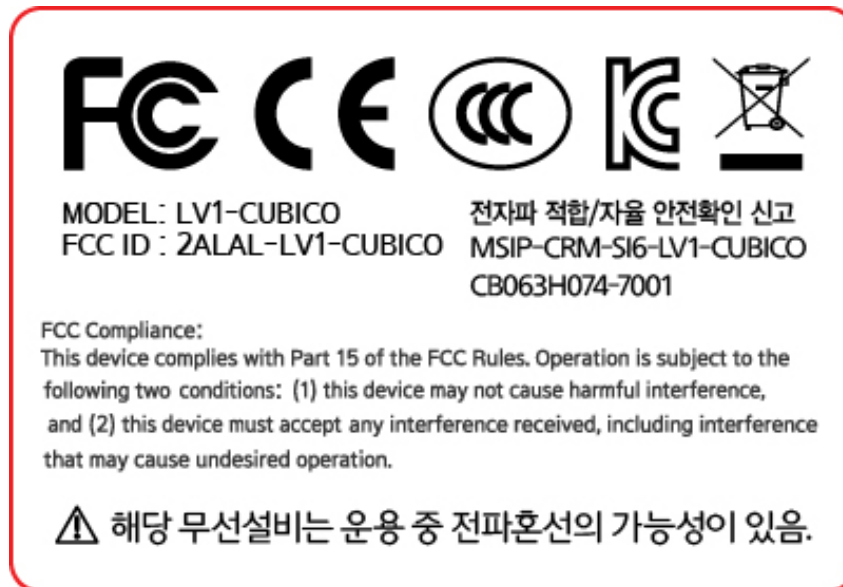 FC CE CCC KC
MODEL: LV1-CUBICO
FCC ID : 2ALAL-LV1-CUBICO
전자파 적합/자율 안전확인 신고
MSIP-CRM-SI6-LV1-CUBICO
CB063H074-7001
FCC Compliance:
This device complies with Part 15 of the FCC Rules. Operation is subject to the
following two conditions: (1) this device may not cause harmful interference,
and (2) this device must accept any interference received, including interference
that may cause undesired operation.
해당 무선설비는 운용 중 전파혼선의 가능성이 있음.